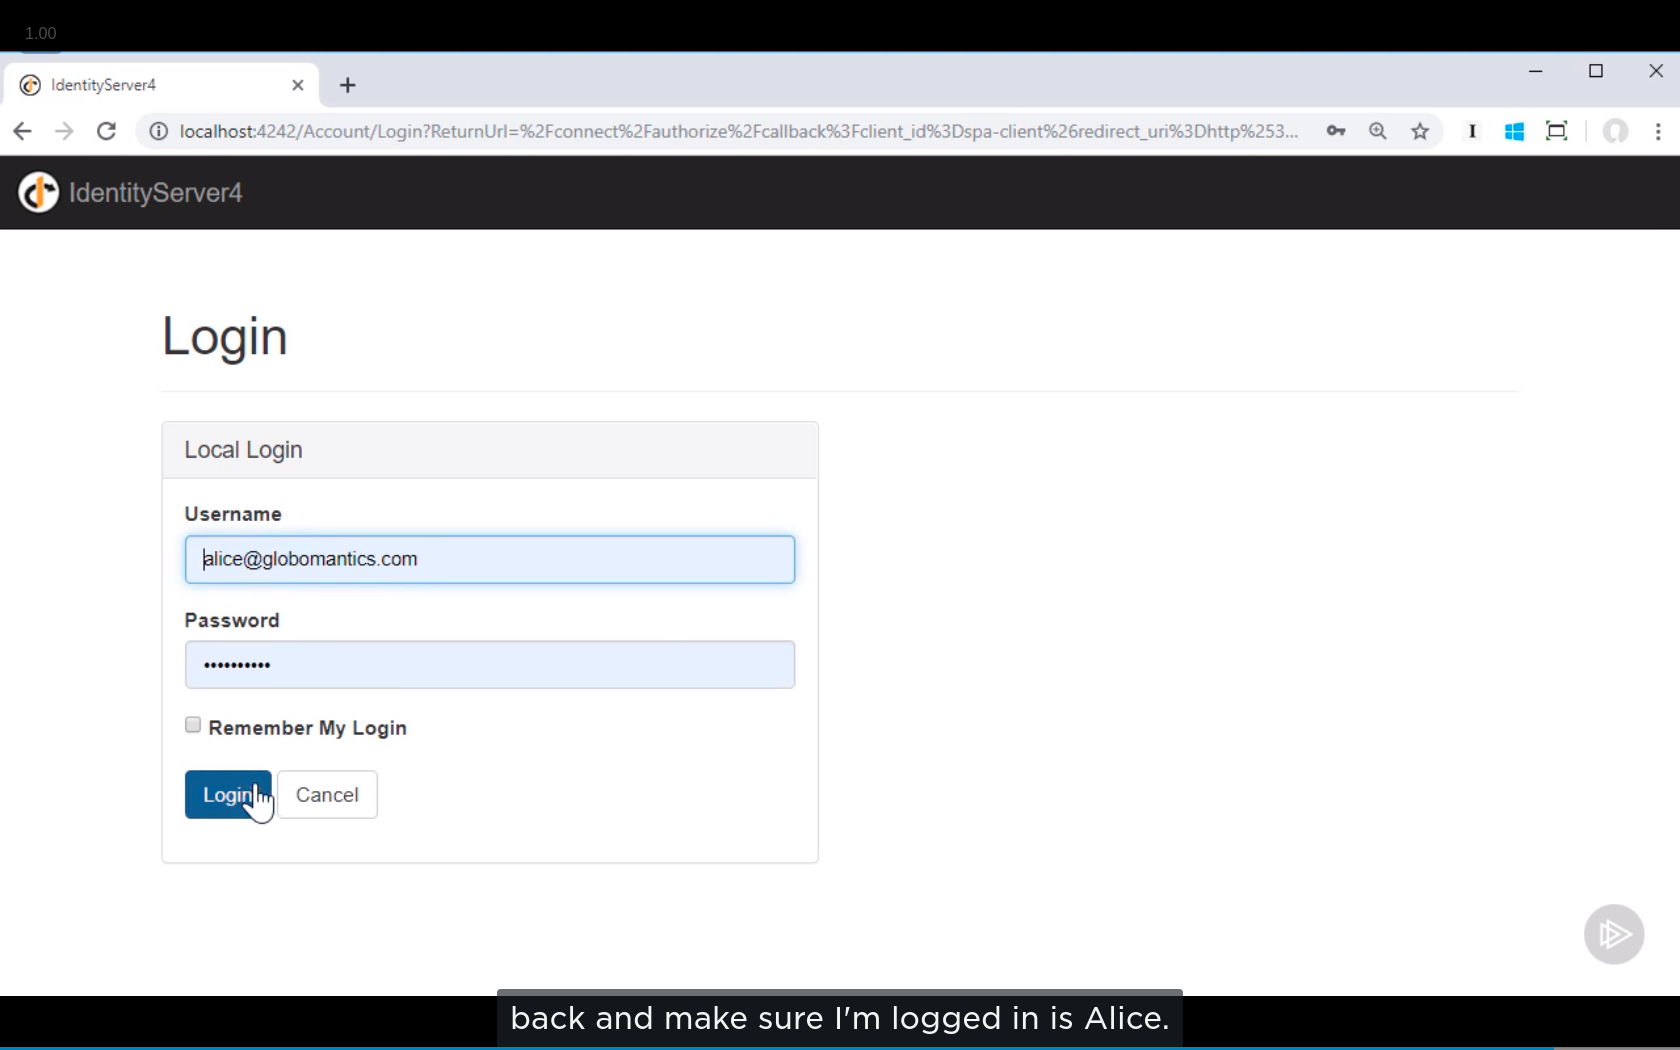 1.00
IdentityServer4
localhost:4242/Account/Login?ReturnUrl=%2Fconnect%2Fauthorize%2Fcallback%3Fclient_id%3Dspa-client%26redirect_uri%3Dhttp%253...
I
IdentityServer4
Login
Local Login
Username
alice@globomantics.com
Password
••••••••••
Remember My Login
Login Cancel
back and make sure I'm logged in is Alice.